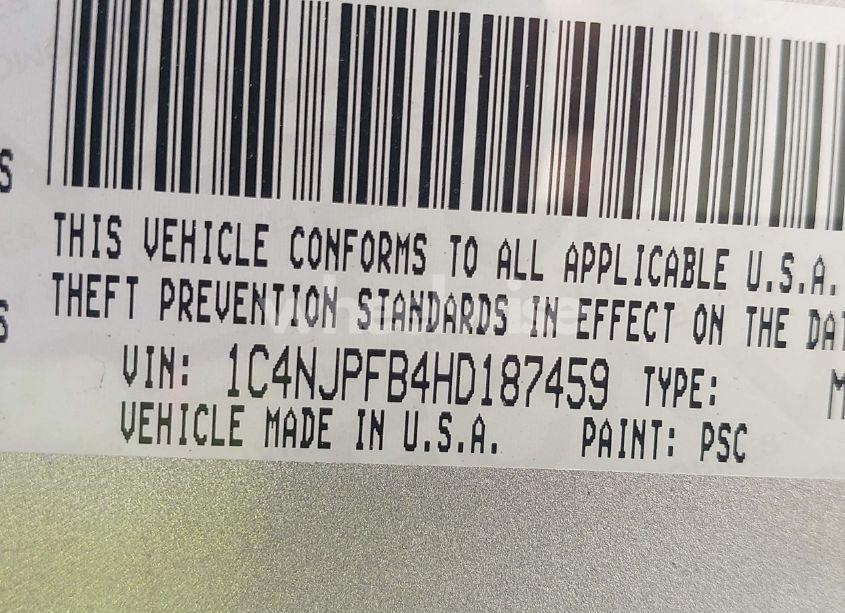 THIS VEHICLE CONFORMS TO ALL APPLICABLE U.S.A.
THEFT PREVENTION STANDARDS IN EFFECT ON THE DAT
VIN: 1C4NJPFB4HD187459 TYPE: M
VEHICLE MADE IN U.S.A. PAINT: PSC